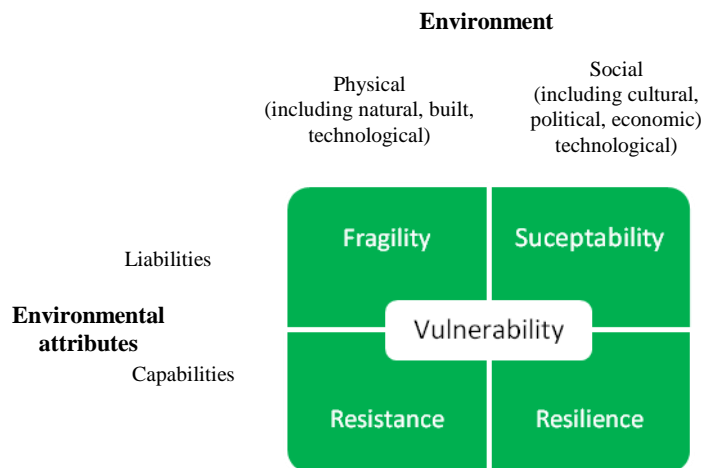 Environment
Physical
(including natural, built,
technological)
Social
(including cultural,
political, economic)
technological)
Liabilities
Fragility
Suceptability
Environmental
attributes
Vulnerability
Capabilities
Resistance
Resilience